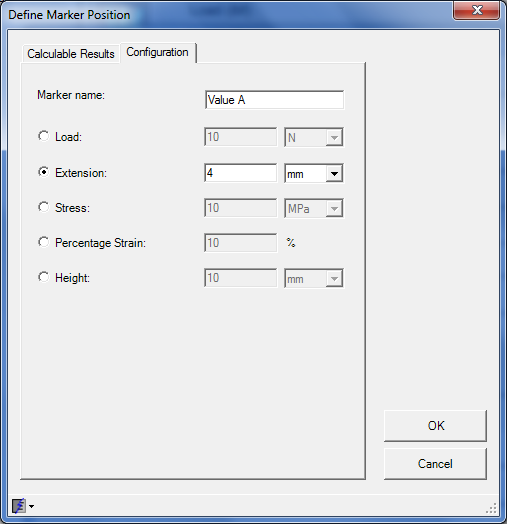 Define Marker Position
Calculable Results
Configuration
Marker name:
Value A
Load:
10
N
Extension:
4
mm
Stress:
10
MPa
Percentage Strain:
10
%
Height:
10
mm
OK
Cancel